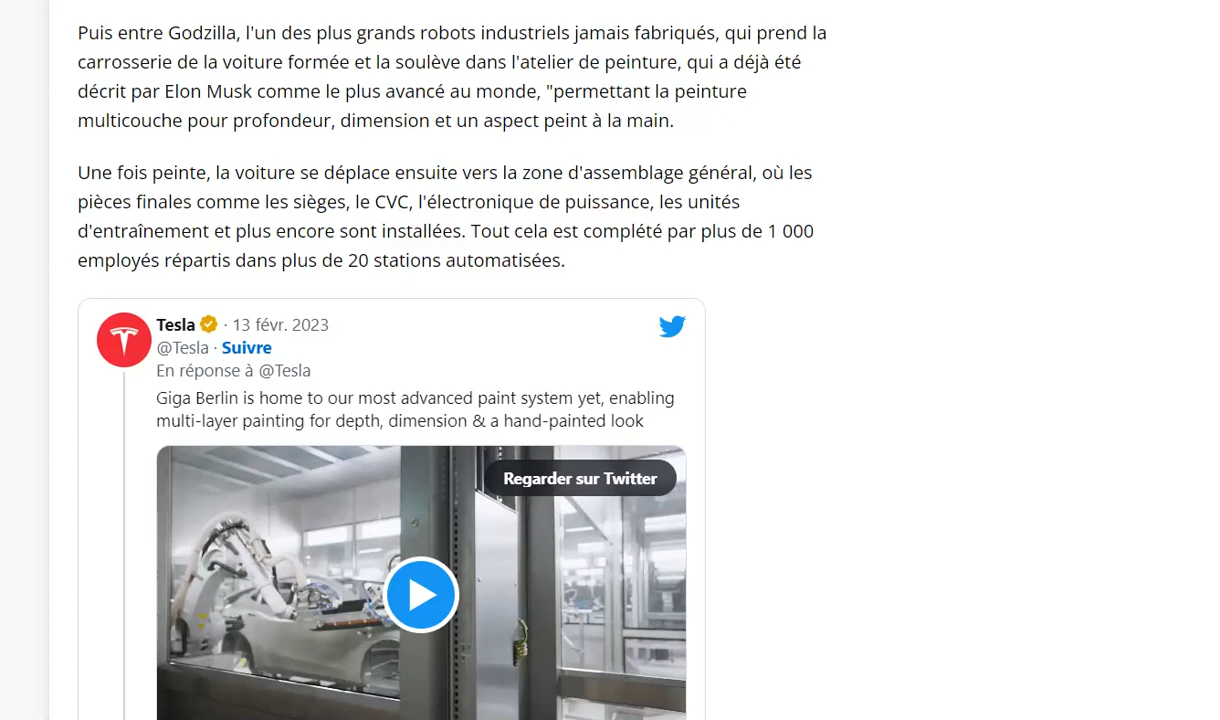 Puis entre Godzilla, l'un des plus grands robots industriels jamais fabriqués, qui prend la
carrosserie de la voiture formée et la soulève dans l'atelier de peinture, qui a déjà été
décrit par Elon Musk comme le plus avancé au monde, "permettant la peinture
multicouche pour profondeur, dimension et un aspect peint à la main.
Une fois peinte, la voiture se déplace ensuite vers la zone d'assemblage général, où les
pièces finales comme les sièges, le CVC, l'électronique de puissance, les unités
d'entraînement et plus encore sont installées. Tout cela est complété par plus de 1 000
employés répartis dans plus de 20 stations automatisées.
Tesla · 13 févr. 2023
@Tesla · Suivre
En réponse à @Tesla
Giga Berlin is home to our most advanced paint system yet, enabling
multi-layer painting for depth, dimension & a hand-painted look
Regarder sur Twitter